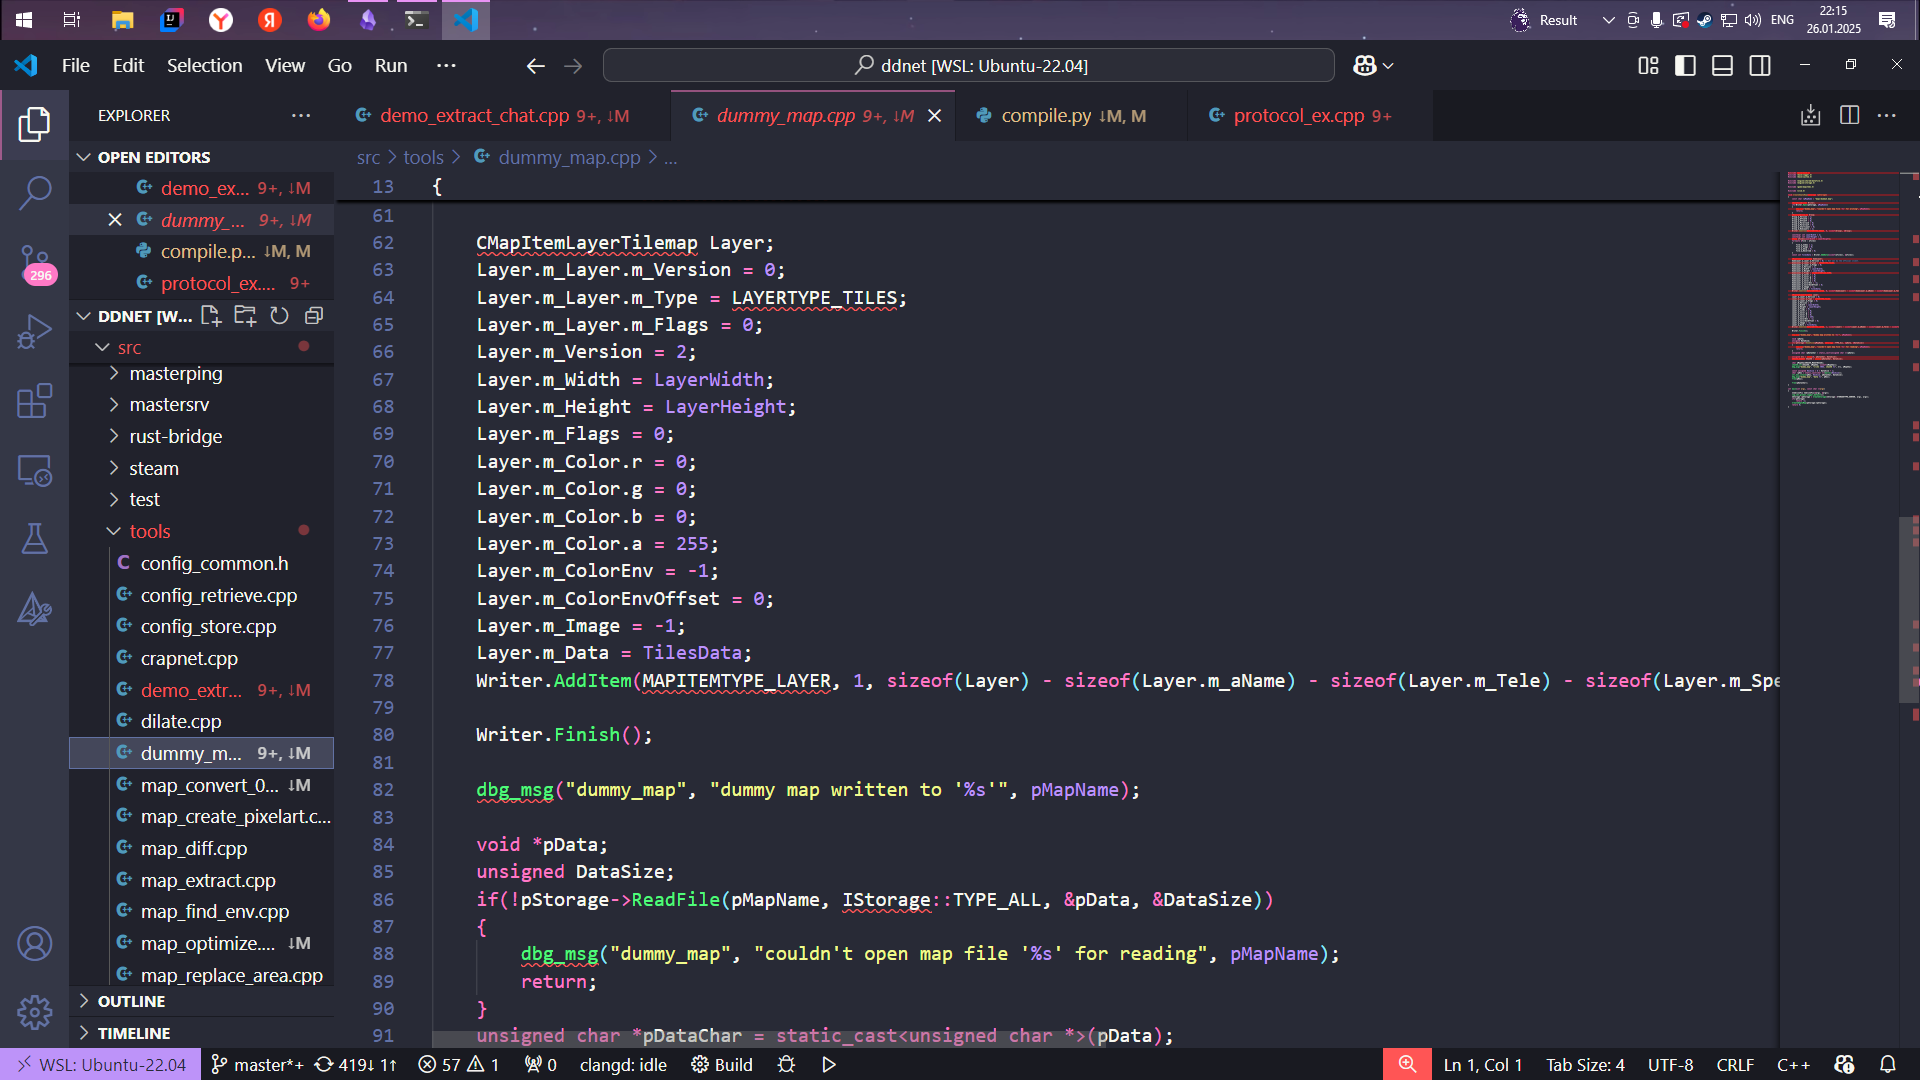 Result
ENG
22:15
26.01.2025
File Edit Selection View Go Run ...
ddnet [WSL: Ubuntu-22.04]
EXPLORER
demo_extract_chat.cpp 9+, ↓M
dummy_map.cpp 9+, ↓M
compile.py ↓M, M
protocol_ex.cpp 9+
OPEN EDITORS
demo_ex... 9+, ↓M
dummy_... 9+, ↓M
compile.p... ↓M, M
protocol_ex.... 9+
296
DDNET [W...
src
masterping
mastersrv
rust-bridge
steam
test
tools
config_common.h
config_retrieve.cpp
config_store.cpp
crapnet.cpp
demo_extr... 9+, ↓M
dilate.cpp
dummy_m... 9+, ↓M
map_convert_0... ↓M
map_create_pixelart.c...
map_diff.cpp
map_extract.cpp
map_find_env.cpp
map_optimize.... ↓M
map_replace_area.cpp
OUTLINE
TIMELINE
src > tools > dummy_map.cpp > ...
13 {
61
62 CMapItemLayerTilemap Layer;
63 Layer.m_Layer.m_Version = 0;
64 Layer.m_Layer.m_Type = LAYERTYPE_TILES;
65 Layer.m_Layer.m_Flags = 0;
66 Layer.m_Version = 2;
67 Layer.m_Width = LayerWidth;
68 Layer.m_Height = LayerHeight;
69 Layer.m_Flags = 0;
70 Layer.m_Color.r = 0;
71 Layer.m_Color.g = 0;
72 Layer.m_Color.b = 0;
73 Layer.m_Color.a = 255;
74 Layer.m_ColorEnv = -1;
75 Layer.m_ColorEnvOffset = 0;
76 Layer.m_Image = -1;
77 Layer.m_Data = TilesData;
78 Writer.AddItem(MAPITEMTYPE_LAYER, 1, sizeof(Layer) - sizeof(Layer.m_aName) - sizeof(Layer.m_Tele) - sizeof(Layer.m_Spe
79
80 Writer.Finish();
81
82 dbg_msg("dummy_map", "dummy map written to '%s'", pMapName);
83
84 void *pData;
85 unsigned DataSize;
86 if(!pStorage->ReadFile(pMapName, IStorage::TYPE_ALL, &pData, &DataSize))
87 {
88 dbg_msg("dummy_map", "couldn't open map file '%s' for reading", pMapName);
89 return;
90 }
91 unsigned char *pDataChar = static_cast<unsigned char *>(pData);
WSL: Ubuntu-22.04 master*+ 419↓ 1↑ 57 1 0 clangd: idle Build
Ln 1, Col 1 Tab Size: 4 UTF-8 CRLF C++